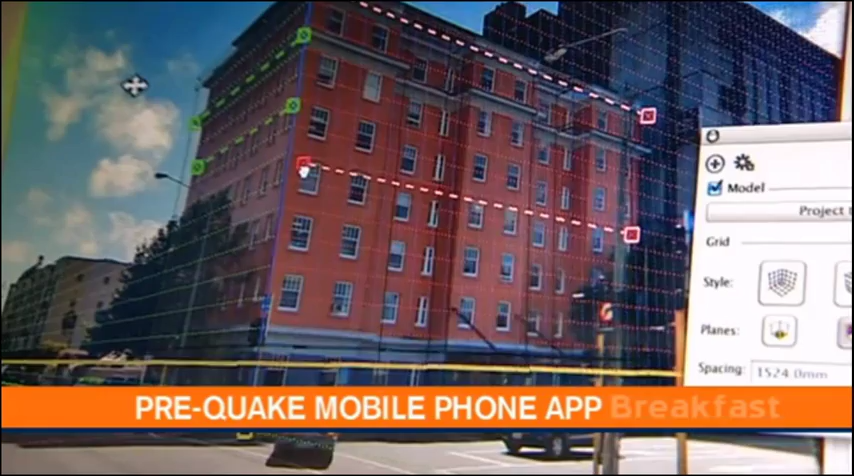 Model
Project t
Grid
Style:
Planes:
Spacing: 1524.0mm
PRE-QUAKE MOBILE PHONE APP Breakfast